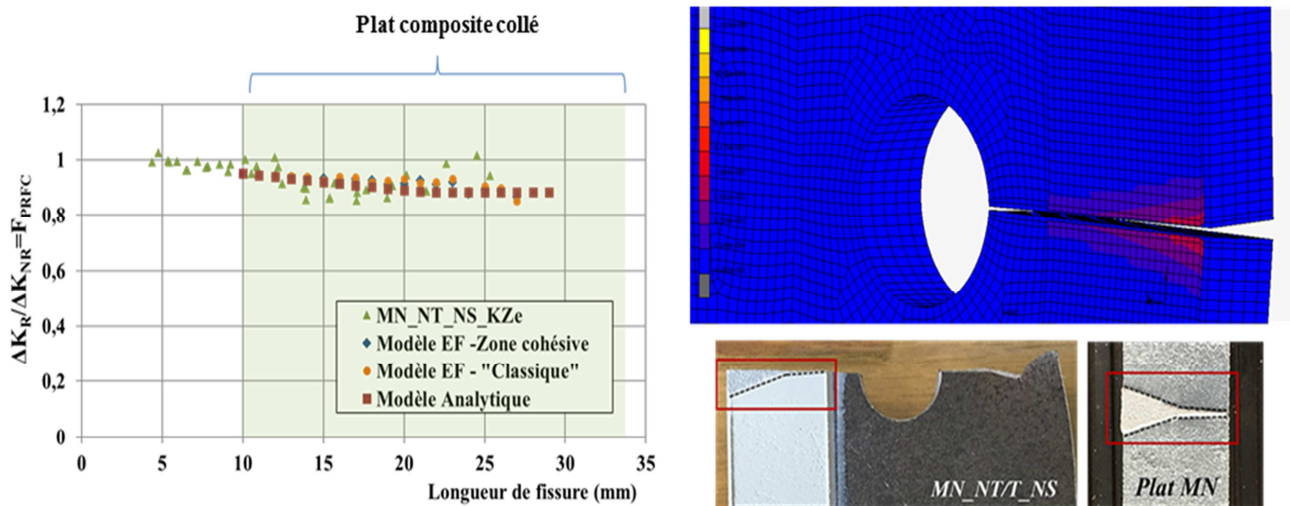 Plat composite collé
1,2
1
0,8
0,6
0,4
0,2
0
ΔK_R/ΔK_NR=F_PRFC
MN_NT_NS_KZe
Modèle EF -Zone cohésive
Modèle EF - "Classique"
Modèle Analytique
0 5 10 15 20 25 30 35
Longueur de fissure (mm)
MN_NT/T_NS
Plat MN